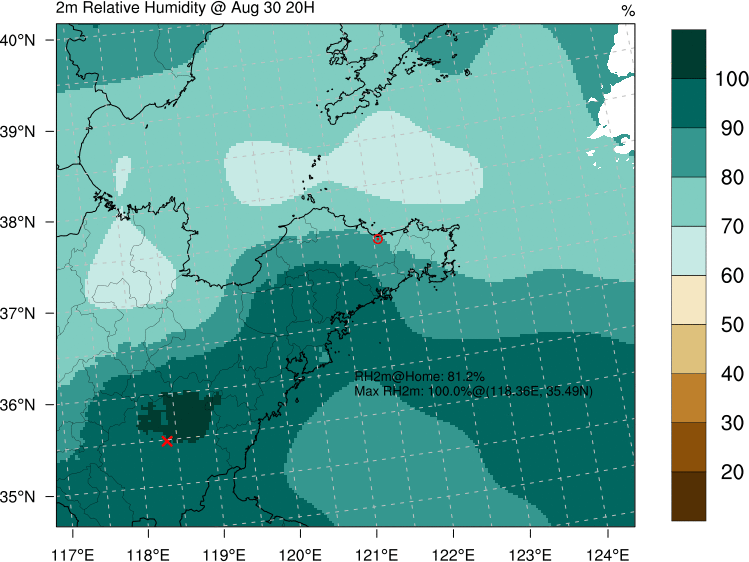 2m Relative Humidity @ Aug 30 20H
%
40°N
39°N
38°N
37°N
36°N
35°N
117°E
118°E
119°E
120°E
121°E
122°E
123°E
124°E
RH2m@Home: 81.2%
Max RH2m: 100.0%@(118.36E, 35.49N)
100
90
80
70
60
50
40
30
20